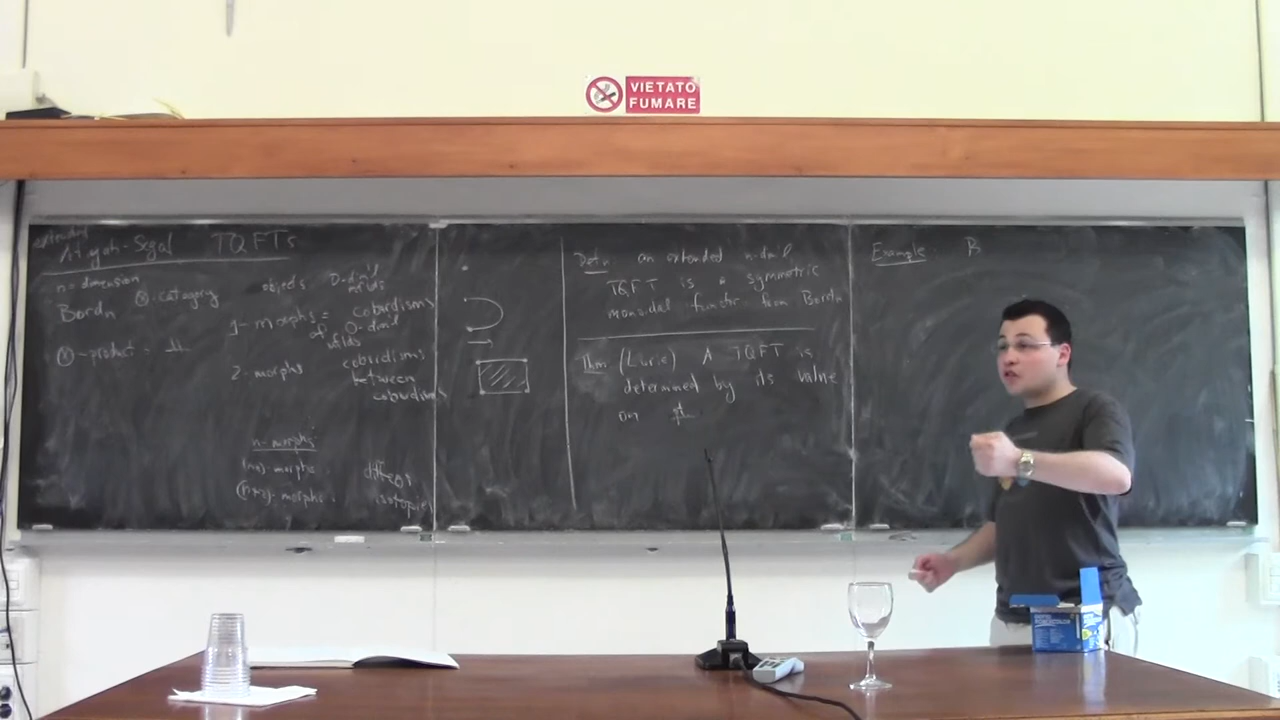 VIETATO
FUMARE
extended
Atiyah-Segal TQFTs
n = dimension
Bordn ⊗-category
⊗-product = ⊔
objects 0-dim'l
mflds
1-morphs = cobordisms
of 0-dim'l
mflds
2-morphs cobordisms
between
cobordisms
n-morphs
(n+1)-morphs diffeos
(n+2)-morphs isotopies
Defn an extended n-dim'l
TQFT is a symmetric
monoidal functor from Bordn
Thm (Lurie) A TQFT is
determined by its value
on pt.
Example B